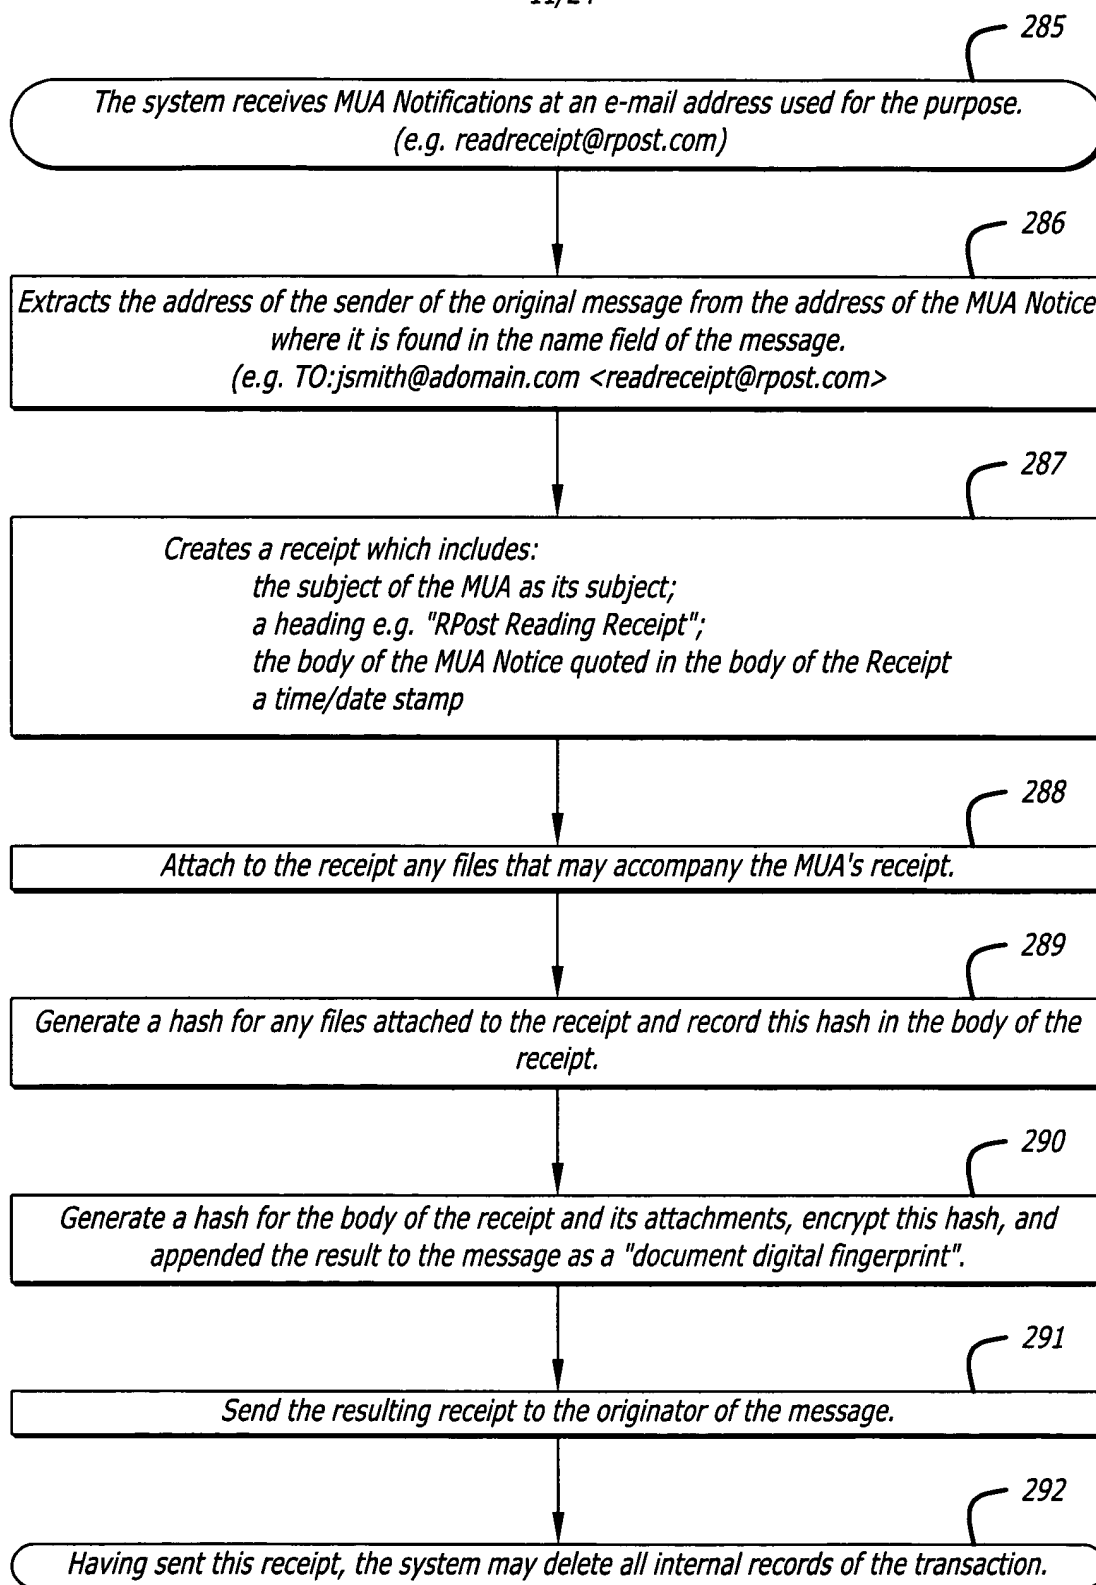 285
The system receives MUA Notifications at an e-mail address used for the purpose.
(e.g. readreceipt@rpost.com)
286
Extracts the address of the sender of the original message from the address of the MUA Notice
where it is found in the name field of the message.
(e.g. TO:jsmith@adomain.com <readreceipt@rpost.com>
287
Creates a receipt which includes:
the subject of the MUA as its subject;
a heading e.g. "RPost Reading Receipt";
the body of the MUA Notice quoted in the body of the Receipt
a time/date stamp
288
Attach to the receipt any files that may accompany the MUA's receipt.
289
Generate a hash for any files attached to the receipt and record this hash in the body of the
receipt.
290
Generate a hash for the body of the receipt and its attachments, encrypt this hash, and
appended the result to the message as a "document digital fingerprint".
291
Send the resulting receipt to the originator of the message.
292
Having sent this receipt, the system may delete all internal records of the transaction.